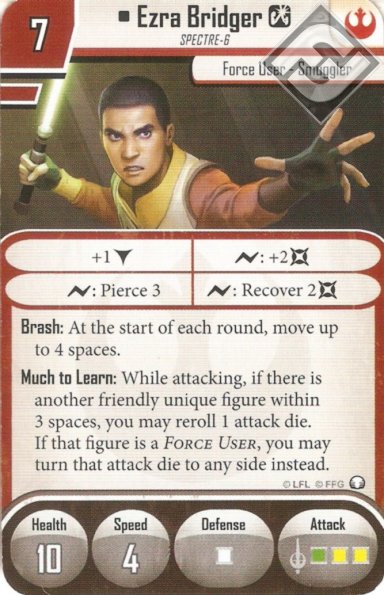 7
Ezra Bridger
SPECTRE-6
Force User - Smuggler
+1
: +2
: Pierce 3
: Recover 2
Brash: At the start of each round, move up
to 4 spaces.
Much to Learn: While attacking, if there is
another friendly unique figure within
3 spaces, you may reroll 1 attack die.
If that figure is a FORCE USER, you may
turn that attack die to any side instead.
© LFL © FFG
Health
Speed
Defense
Attack
10
4